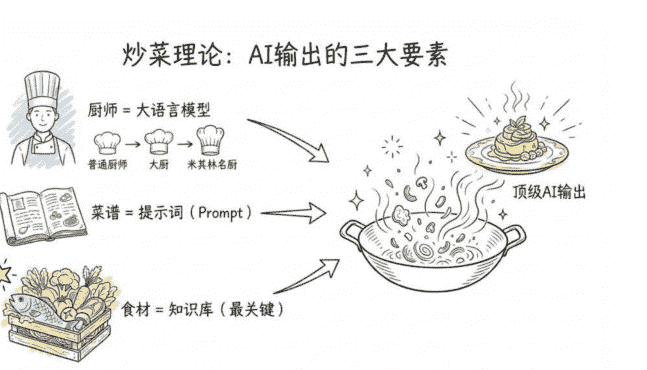 炒菜理论：AI输出的三大要素
厨师 = 大语言模型
普通厨师 → 大厨 → 米其林名厨
菜谱 = 提示词（Prompt）
食材 = 知识库（最关键）
顶级AI输出